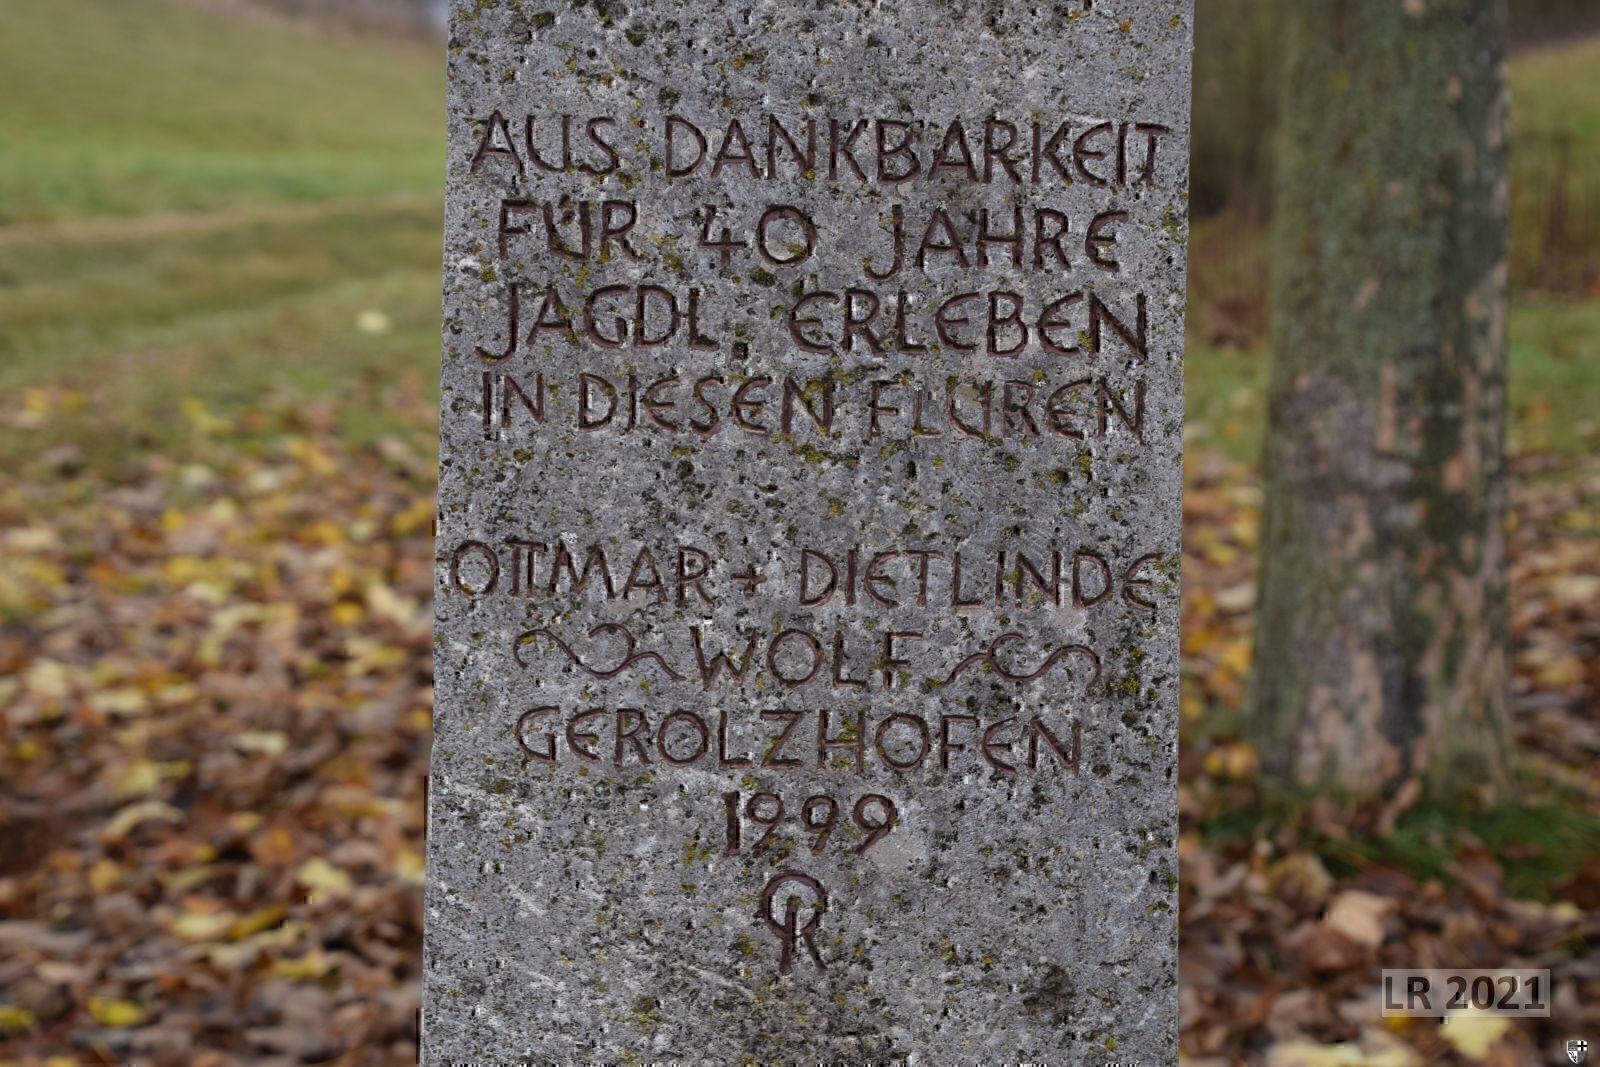 AUS DANKBARKEIT
FÜR 40 JAHRE
JAGDL. ERLEBEN
IN DIESEN FLUREN
OTTMAR + DIETLINDE
WOLF
GEROLZHOFEN
1999
LR 2021